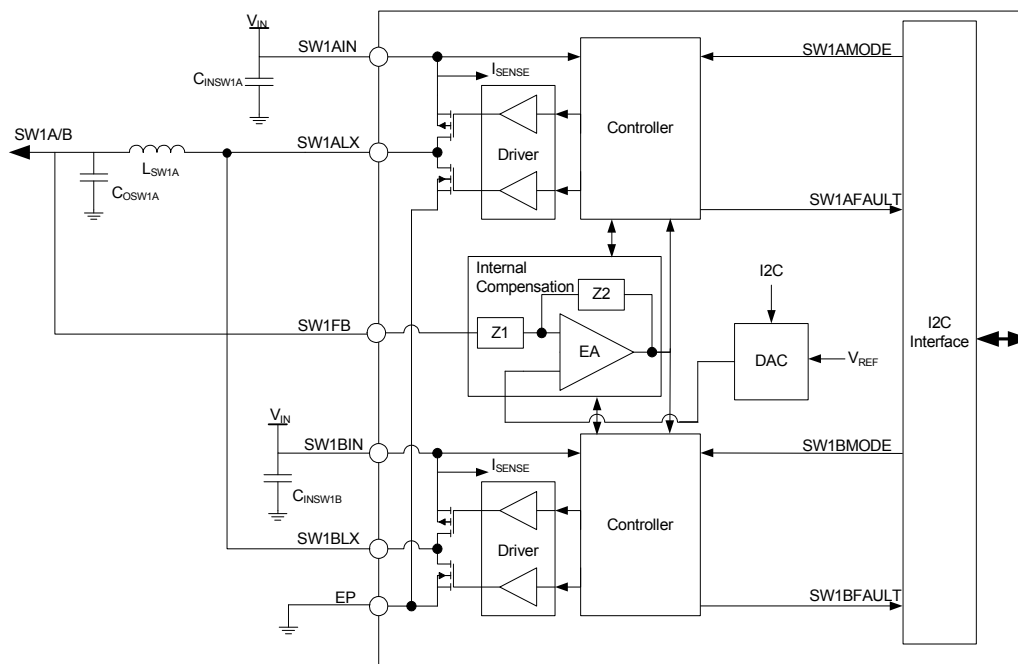 VIN
SW1AIN
SW1AMODE
ISENSE
CINSW1A
Controller
SW1A/B
SW1ALX
Driver
LSW1A
COSW1A
SW1AFAULT
Internal
Compensation
Z2
I2C
SW1FB
Z1
EA
DAC
VREF
I2C
Interface
VIN
SW1BIN
SW1BMODE
ISENSE
CINSW1B
Controller
SW1BLX
Driver
EP
SW1BFAULT